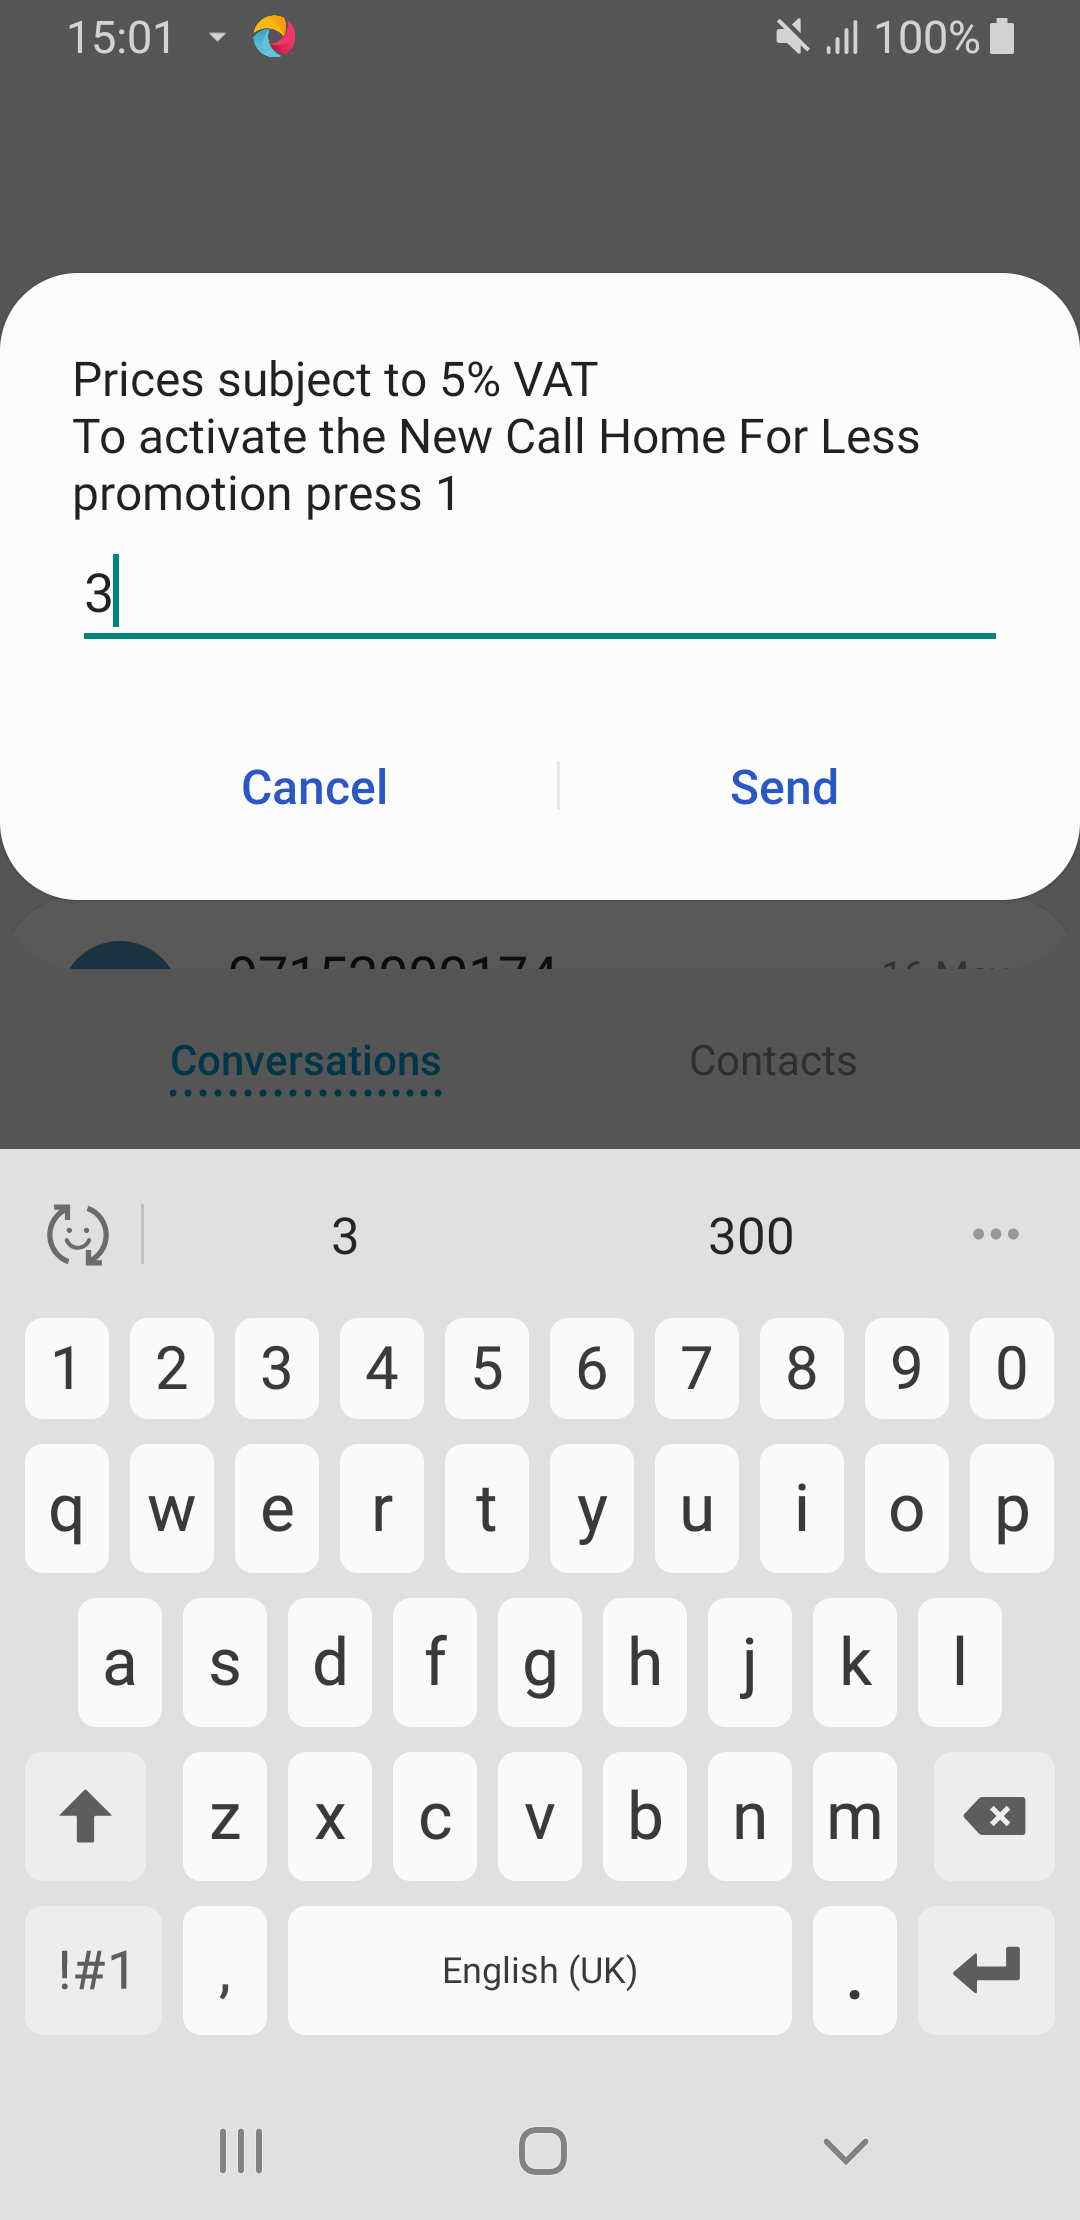 15:01
100%
Prices subject to 5% VAT
To activate the New Call Home For Less
promotion press 1
3
Cancel
Send
Conversations
Contacts
3
300
1 2 3 4 5 6 7 8 9 0
q w e r t y u i o p
a s d f g h j k l
z x c v b n m
!#1 , English (UK) .